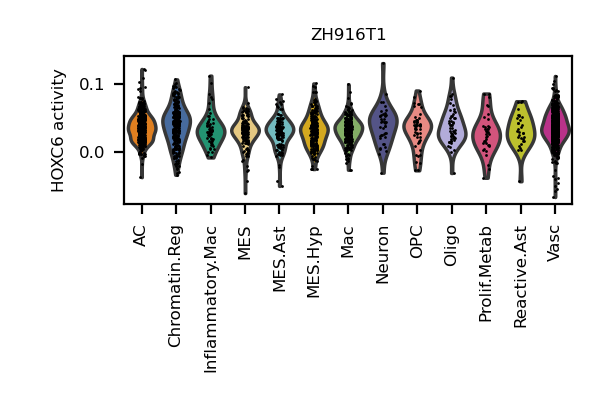 ZH916T1
HOXC6 activity
0.1
0.0
AC
Chromatin.Reg
Inflammatory.Mac
MES
MES.Ast
MES.Hyp
Mac
Neuron
OPC
Oligo
Prolif.Metab
Reactive.Ast
Vasc